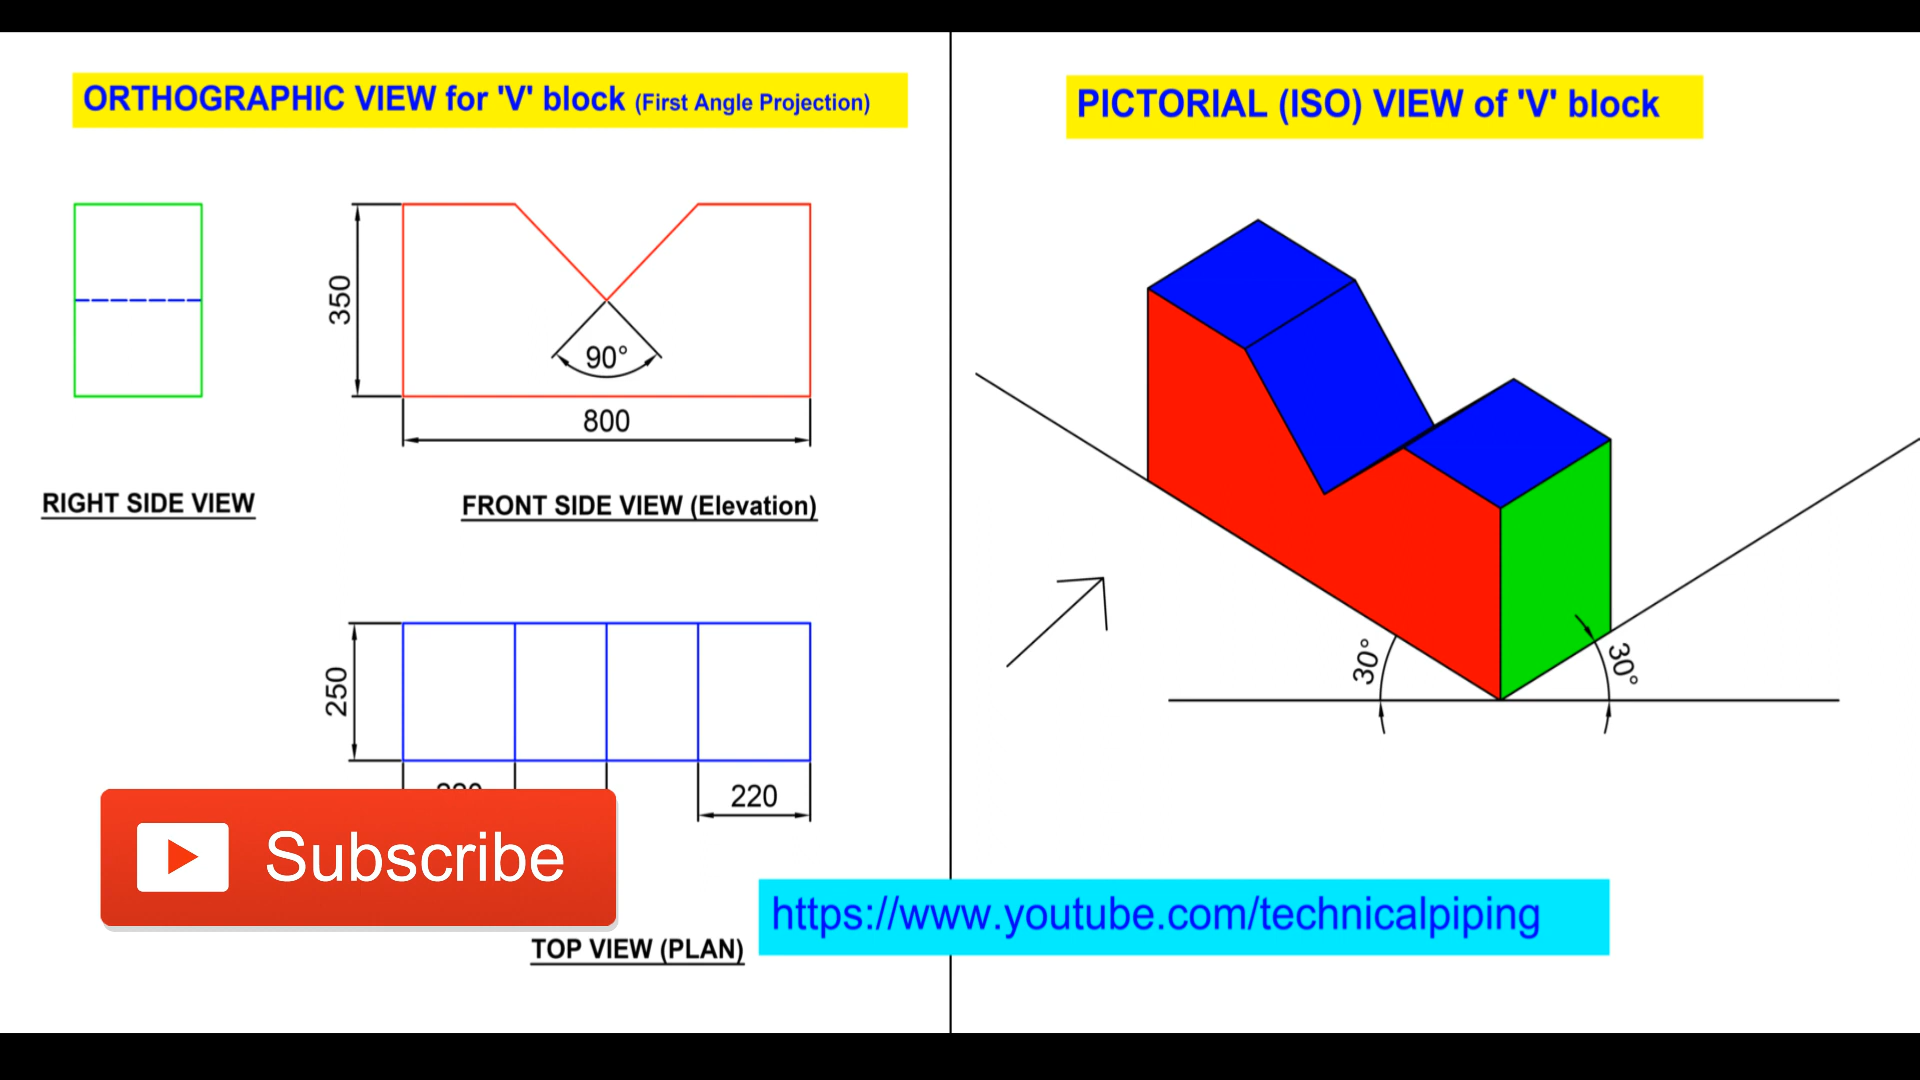 ORTHOGRAPHIC VIEW for 'V' block (First Angle Projection)
PICTORIAL (ISO) VIEW of 'V' block
350
90°
800
RIGHT SIDE VIEW
FRONT SIDE VIEW (Elevation)
30°
30°
250
220
Subscribe
https://www.youtube.com/technicalpiping
TOP VIEW (PLAN)